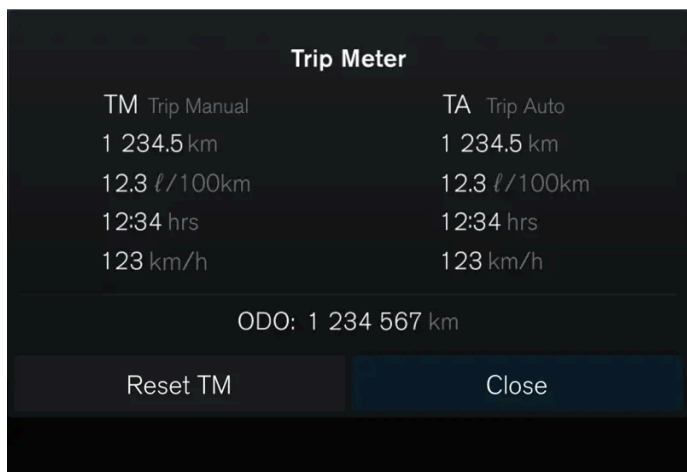 Trip Meter
TM Trip Manual
1 234.5 km
12.3 ℓ/100km
12:34 hrs
123 km/h
TA Trip Auto
1 234.5 km
12.3 ℓ/100km
12:34 hrs
123 km/h
ODO: 1 234 567 km
Reset TM
Close